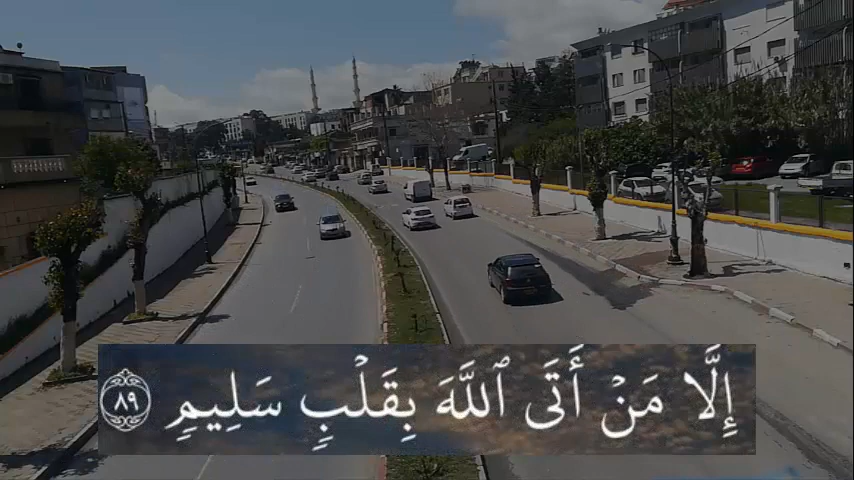 إِلَّا مَنْ أَتَى ٱللَّهَ بِقَلْبٍ سَلِيمٍ ٨٩